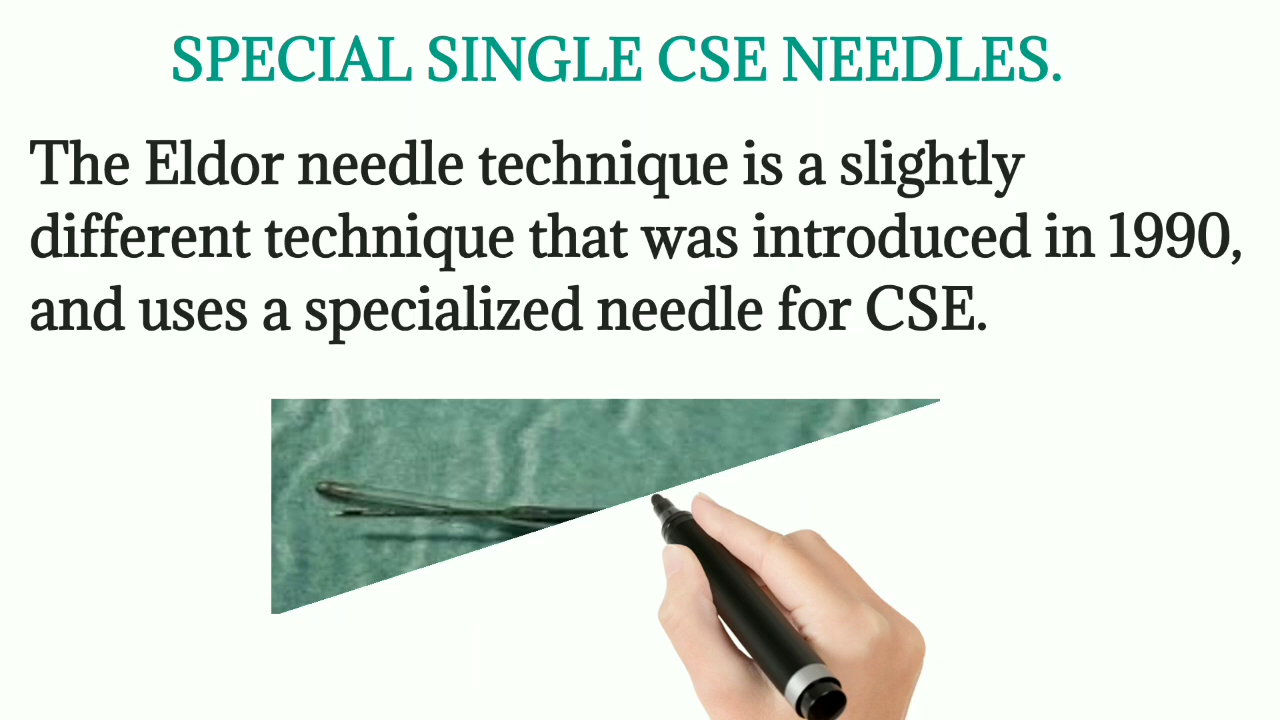 SPECIAL SINGLE CSE NEEDLES.
The Eldor needle technique is a slightly
different technique that was introduced in 1990,
and uses a specialized needle for CSE.